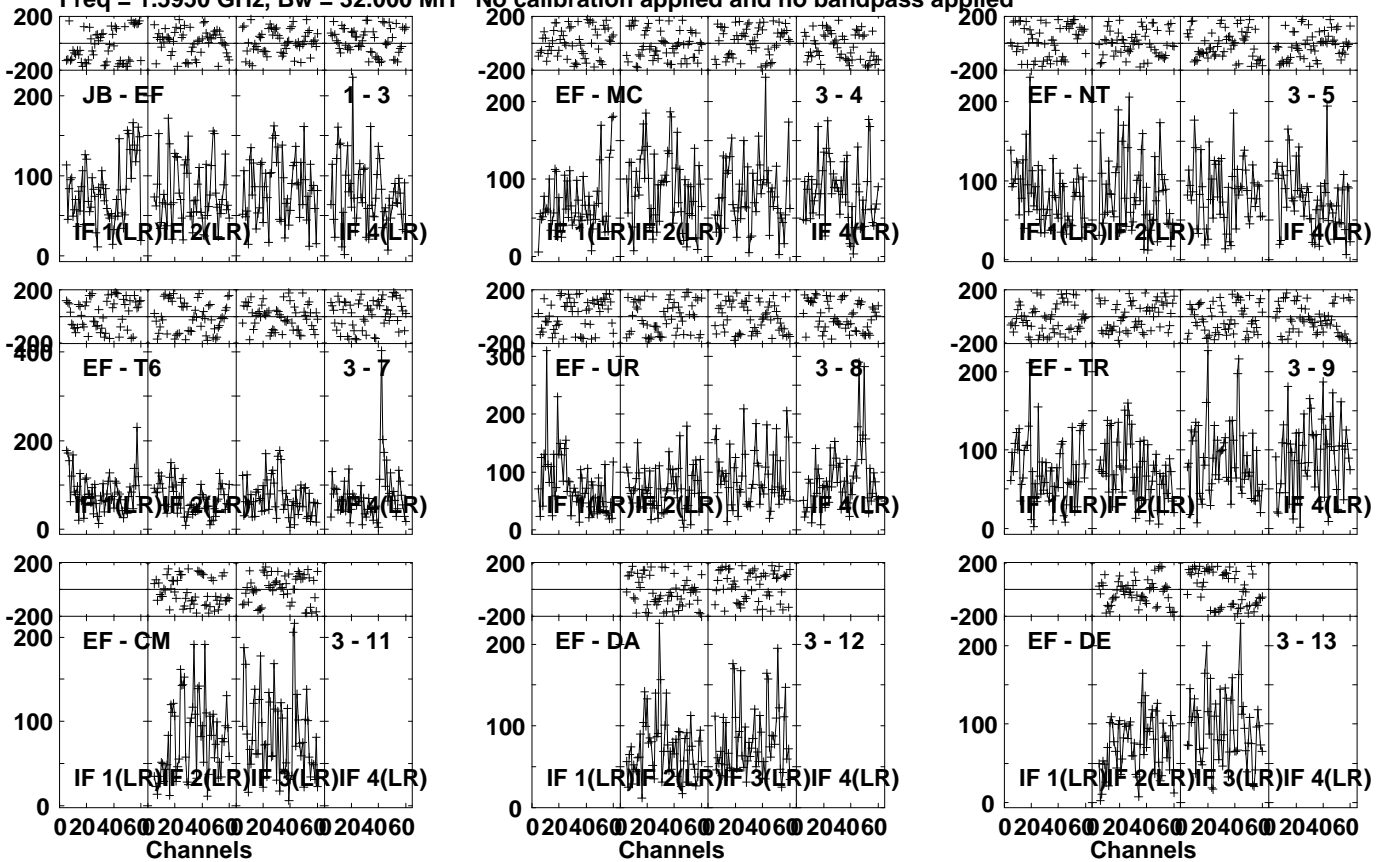 Freq = 1.5950 GHz, Bw = 32.000 MH No calibration applied and no bandpass applied
200 200 200
-200 -200 -200
JB - EF 1 - 3 EF - MC 3 - 4 EF - NT 3 - 5
200 200 200
100 100 100
IF 1(LR) IF 2(LR) IF 4(LR) IF 1(LR) IF 2(LR) IF 4(LR) IF 1(LR) IF 2(LR) IF 4(LR)
0 0 0
200 200 200
-200 -200 -200
400 300
EF - T6 3 - 7 EF - UR 3 - 8 EF - TR 3 - 9
200 200 200
100 100
IF 1(LR) IF 2(LR) IF 4(LR) IF 1(LR) IF 2(LR) IF 4(LR) IF 1(LR) IF 2(LR) IF 4(LR)
0 0 0
200 200 200
-200 -200 -200
EF - CM 3 - 11 EF - DA 3 - 12 EF - DE 3 - 13
200 200 200
100 100 100
IF 1(LR) IF 2(LR) IF 3(LR) IF 4(LR) IF 1(LR) IF 2(LR) IF 3(LR) IF 4(LR) IF 1(LR) IF 2(LR) IF 3(LR) IF 4(LR)
0 0 0
0 20 40 60 0 20 40 60 0 20 40 60 0 20 40 60 0 20 40 60 0 20 40 60 0 20 40 60 0 20 40 60 0 20 40 60 0 20 40 60 0 20 40 60 0 20 40 60
Channels Channels Channels